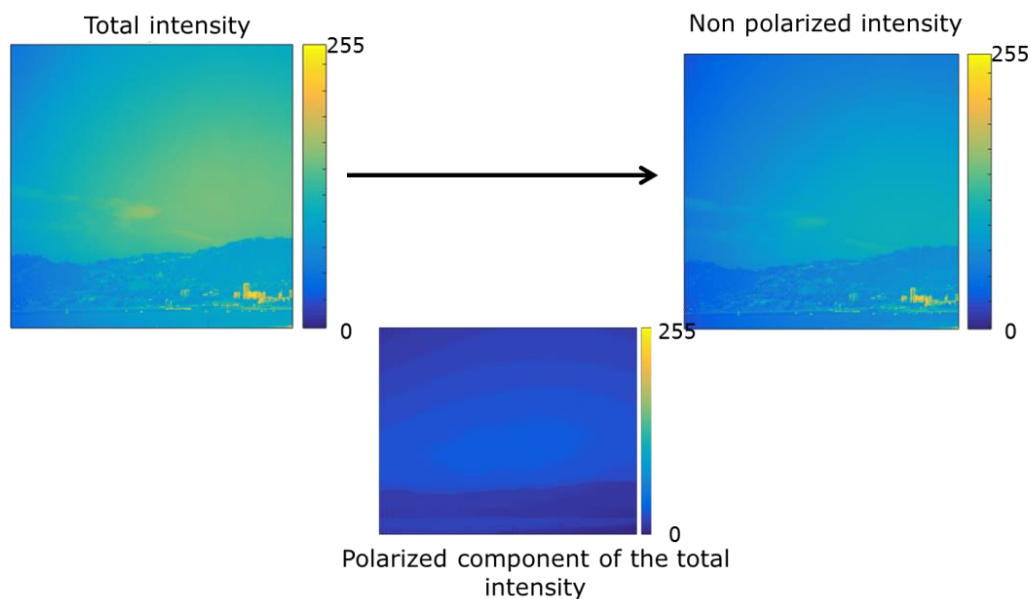 Total intensity
255
0
Non polarized intensity
255
0
255
0
Polarized component of the total
intensity